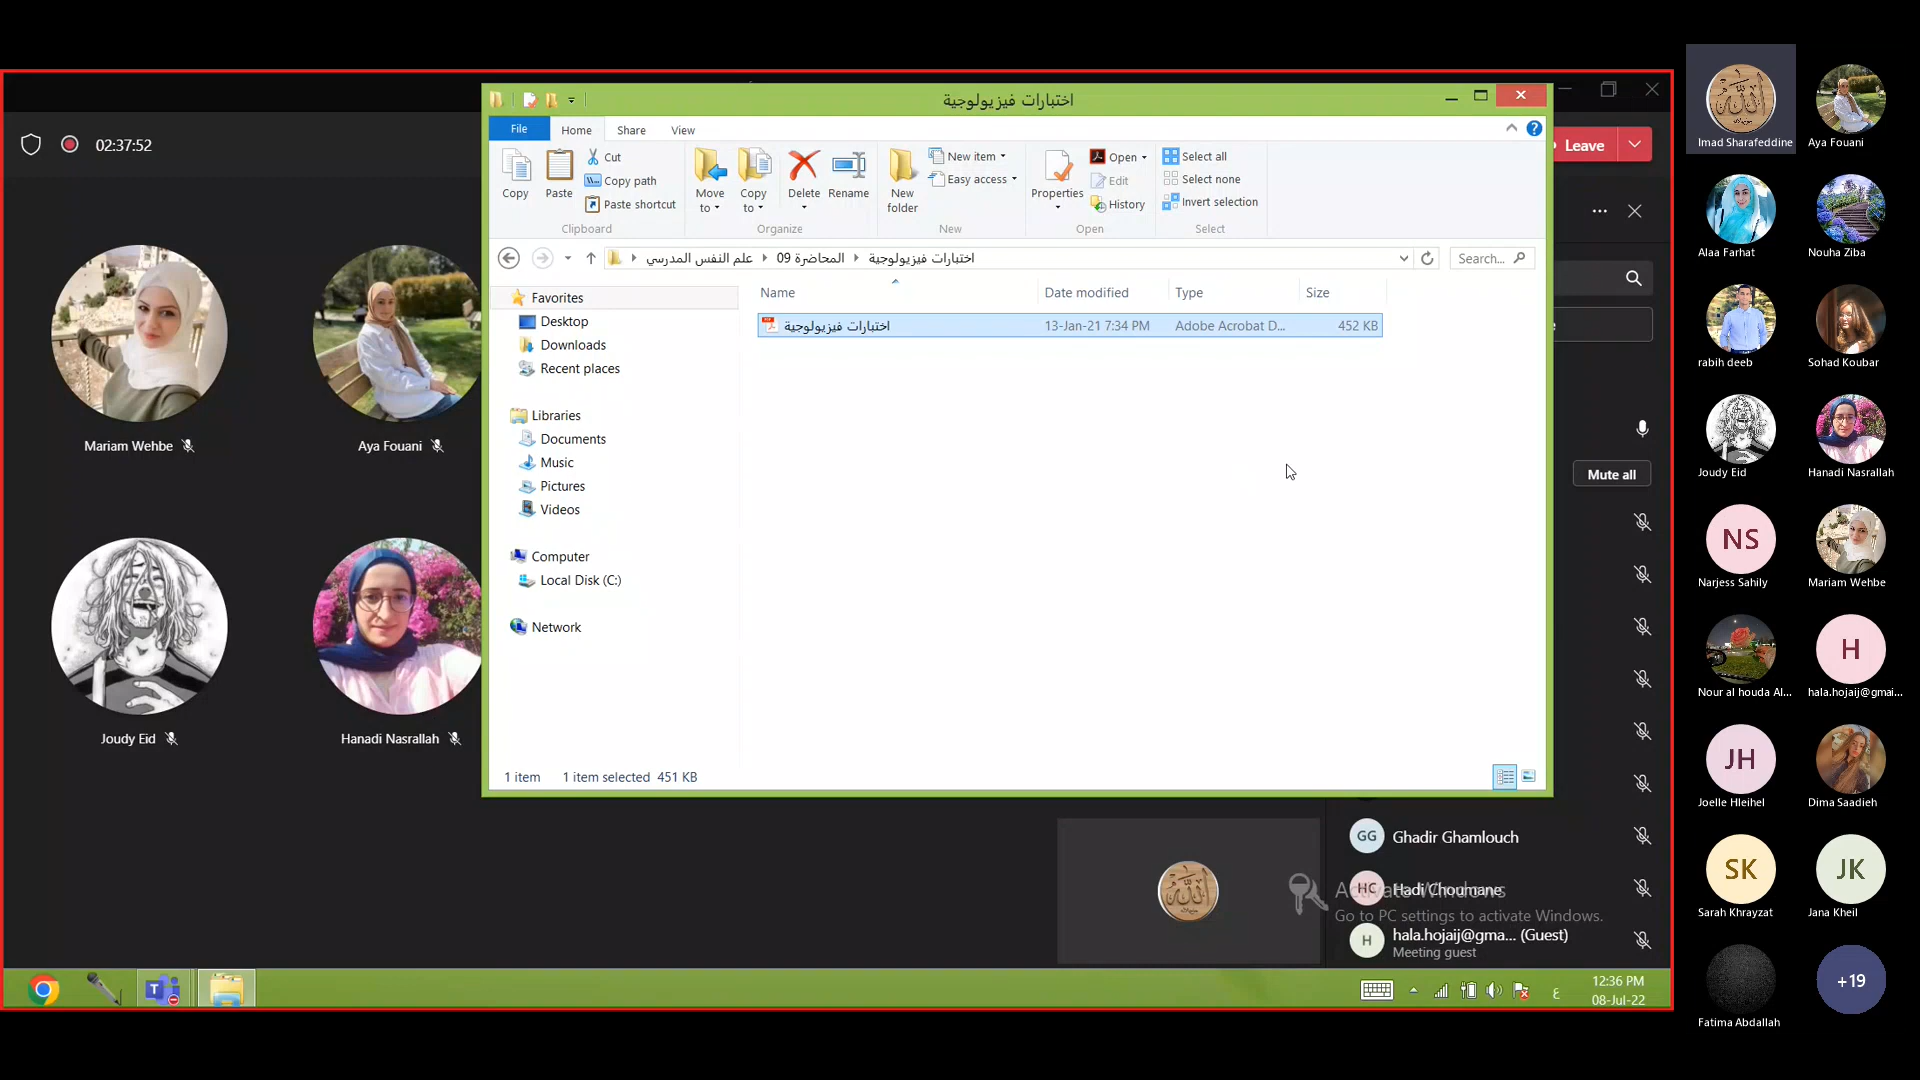 اختبارات فيزيولوجية
File
Home
Share
View
02:37:52
Leave
Copy
Paste
Cut
Copy path
Paste shortcut
Clipboard
Move to
Copy to
Delete
Rename
Organize
New folder
New item
Easy access
New
Properties
Open
Edit
History
Open
Select all
Select none
Invert selection
Select
علم النفس المدرسي
المحاضرة 09
اختبارات فيزيولوجية
Search...
Name
Date modified
Type
Size
اختبارات فيزيولوجية
13-Jan-21 7:34 PM
Adobe Acrobat D...
452 KB
Favorites
Desktop
Downloads
Recent places
Libraries
Documents
Music
Pictures
Videos
Computer
Local Disk (C:)
Network
1 item
1 item selected 451 KB
Mariam Wehbe
Aya Fouani
Joudy Eid
Hanadi Nasrallah
Mute all
GG
Ghadir Ghamlouch
HC
Hadi Choumane
Activate Windows
Go to PC settings to activate Windows.
H
hala.hojaij@gma... (Guest)
Meeting guest
ع
12:36 PM
08-Jul-22
Imad Sharafeddine
Aya Fouani
Alaa Farhat
Nouha Ziba
rabih deeb
Sohad Koubar
Joudy Eid
Hanadi Nasrallah
NS
Narjess Sahily
Mariam Wehbe
Nour al houda Al...
H
hala.hojaij@gmai...
JH
Joelle Hleihel
Dima Saadieh
SK
Sarah Khrayzat
JK
Jana Kheil
Fatima Abdallah
+19